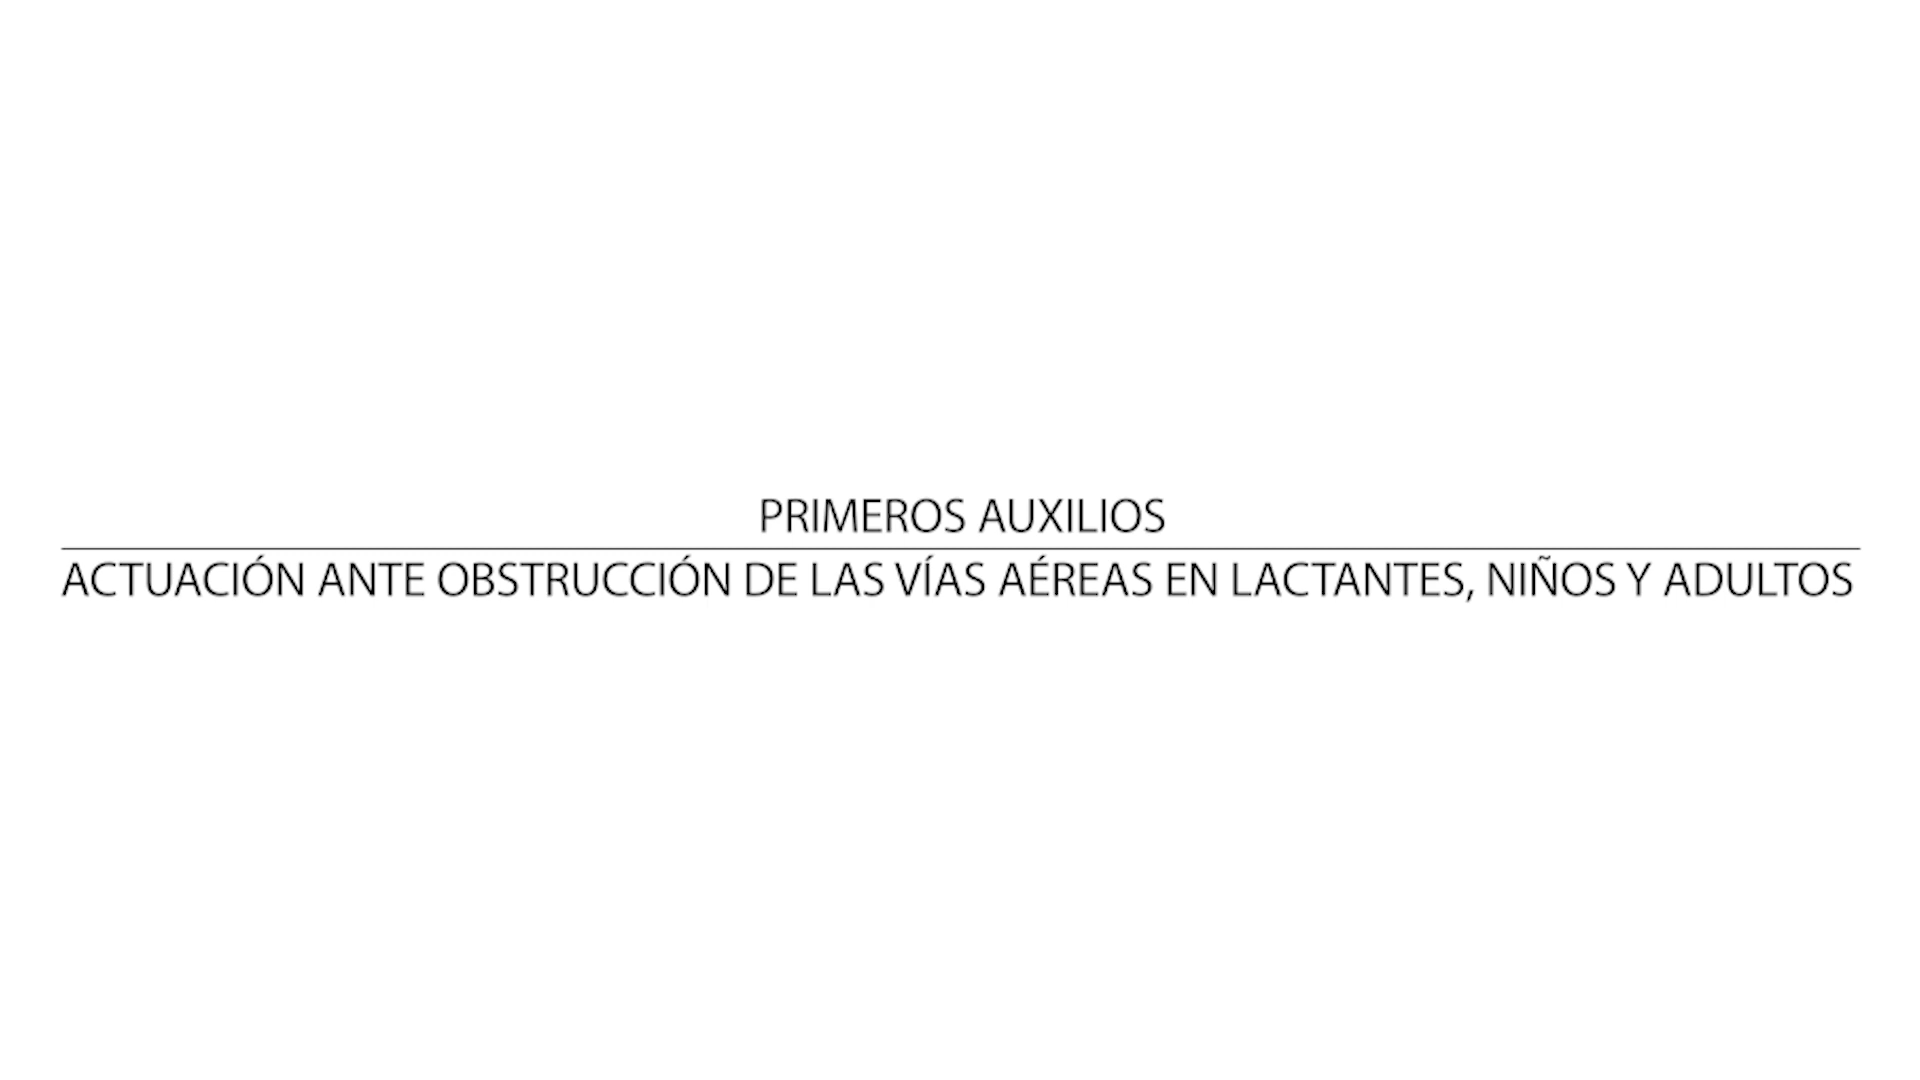 PRIMEROS AUXILIOS
ACTUACIÓN ANTE OBSTRUCCIÓN DE LAS VÍAS AÉREAS EN LACTANTES, NIÑOS Y ADULTOS